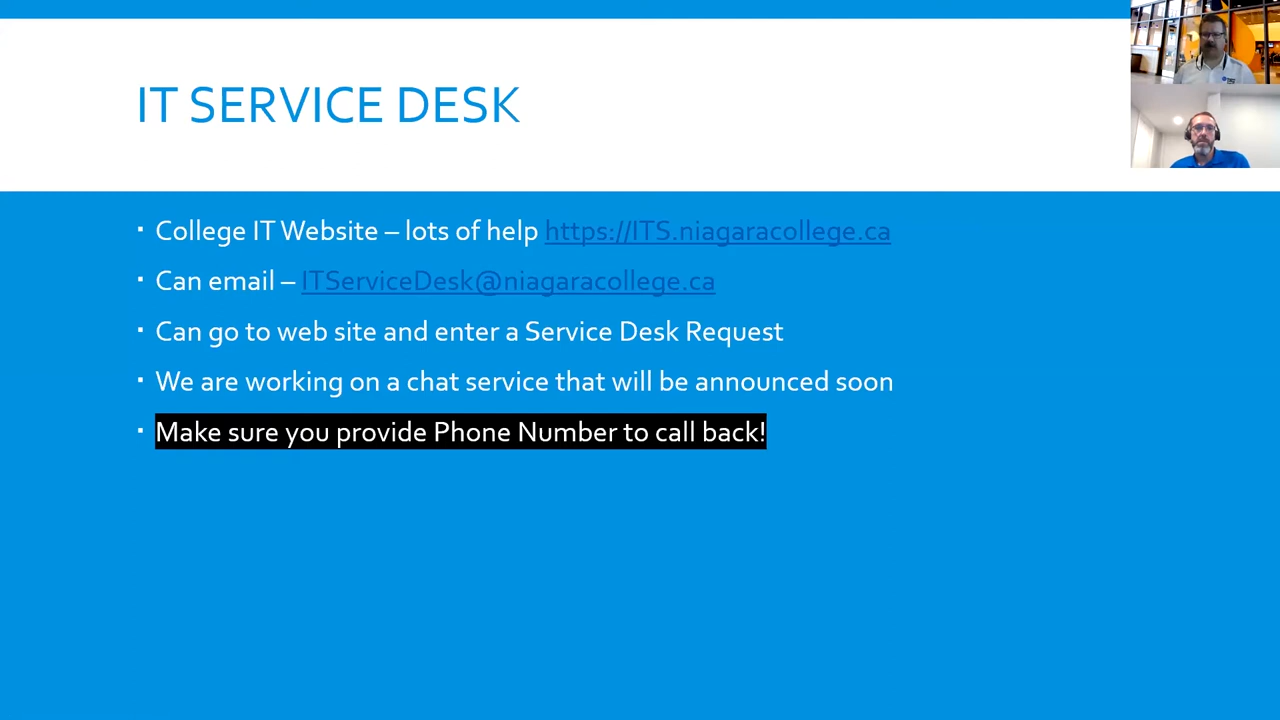 IT SERVICE DESK
▪ College IT Website – lots of help https://ITS.niagaracollege.ca
▪ Can email – ITServiceDesk@niagaracollege.ca
▪ Can go to web site and enter a Service Desk Request
▪ We are working on a chat service that will be announced soon
▪ Make sure you provide Phone Number to call back!